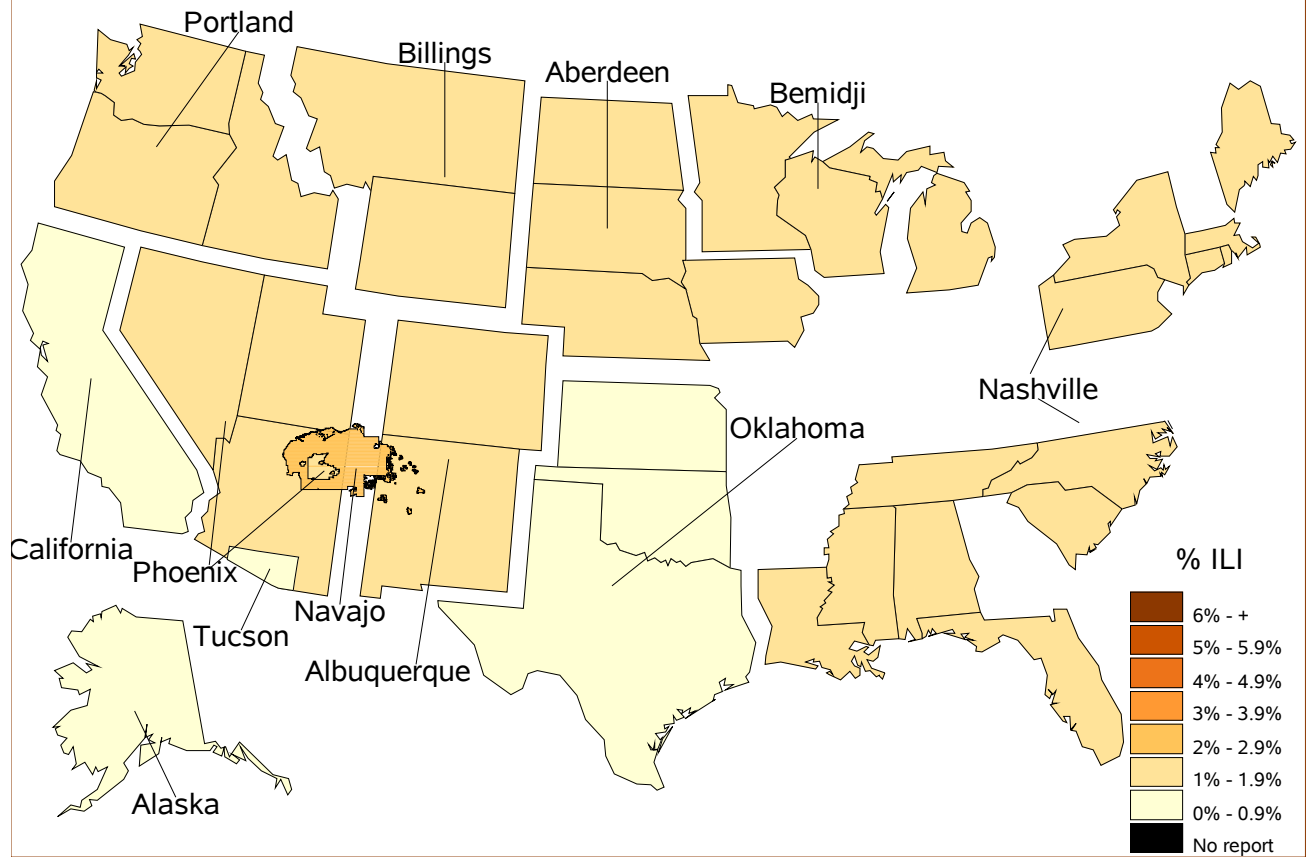 Portland
Billings
Aberdeen
Bemidji
Nashville
Oklahoma
California
Phoenix
Navajo
Tucson
Albuquerque
Alaska
% ILI
6% - +
5% - 5.9%
4% - 4.9%
3% - 3.9%
2% - 2.9%
1% - 1.9%
0% - 0.9%
No report